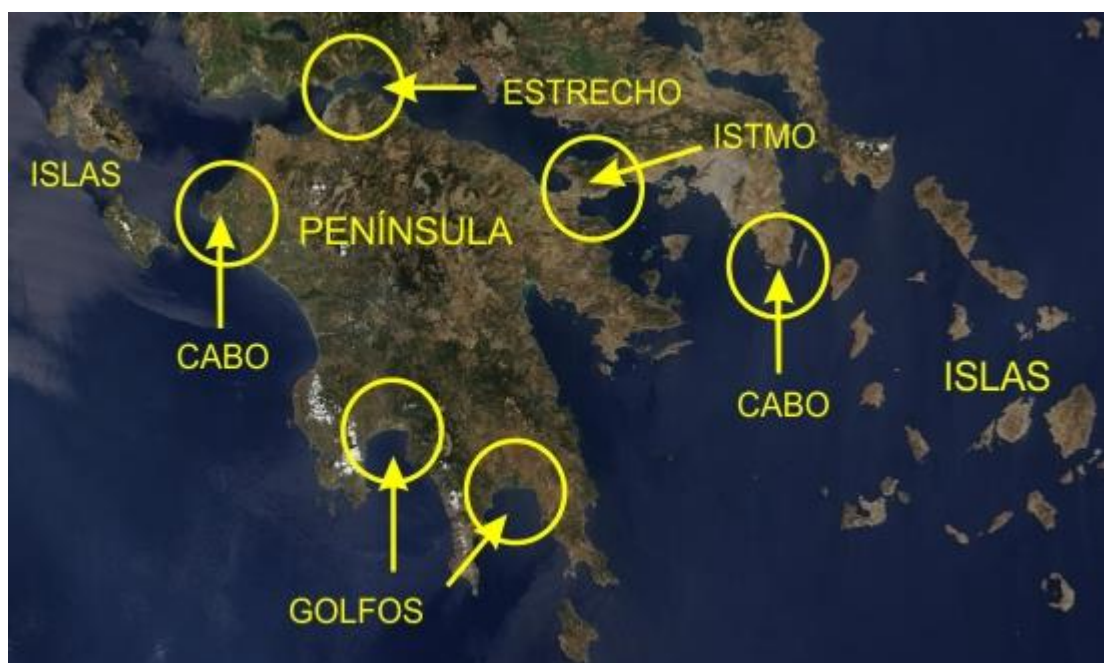 ESTRECHO
ISTMO
ISLAS
PENÍNSULA
CABO
ISLAS
CABO
GOLFOS